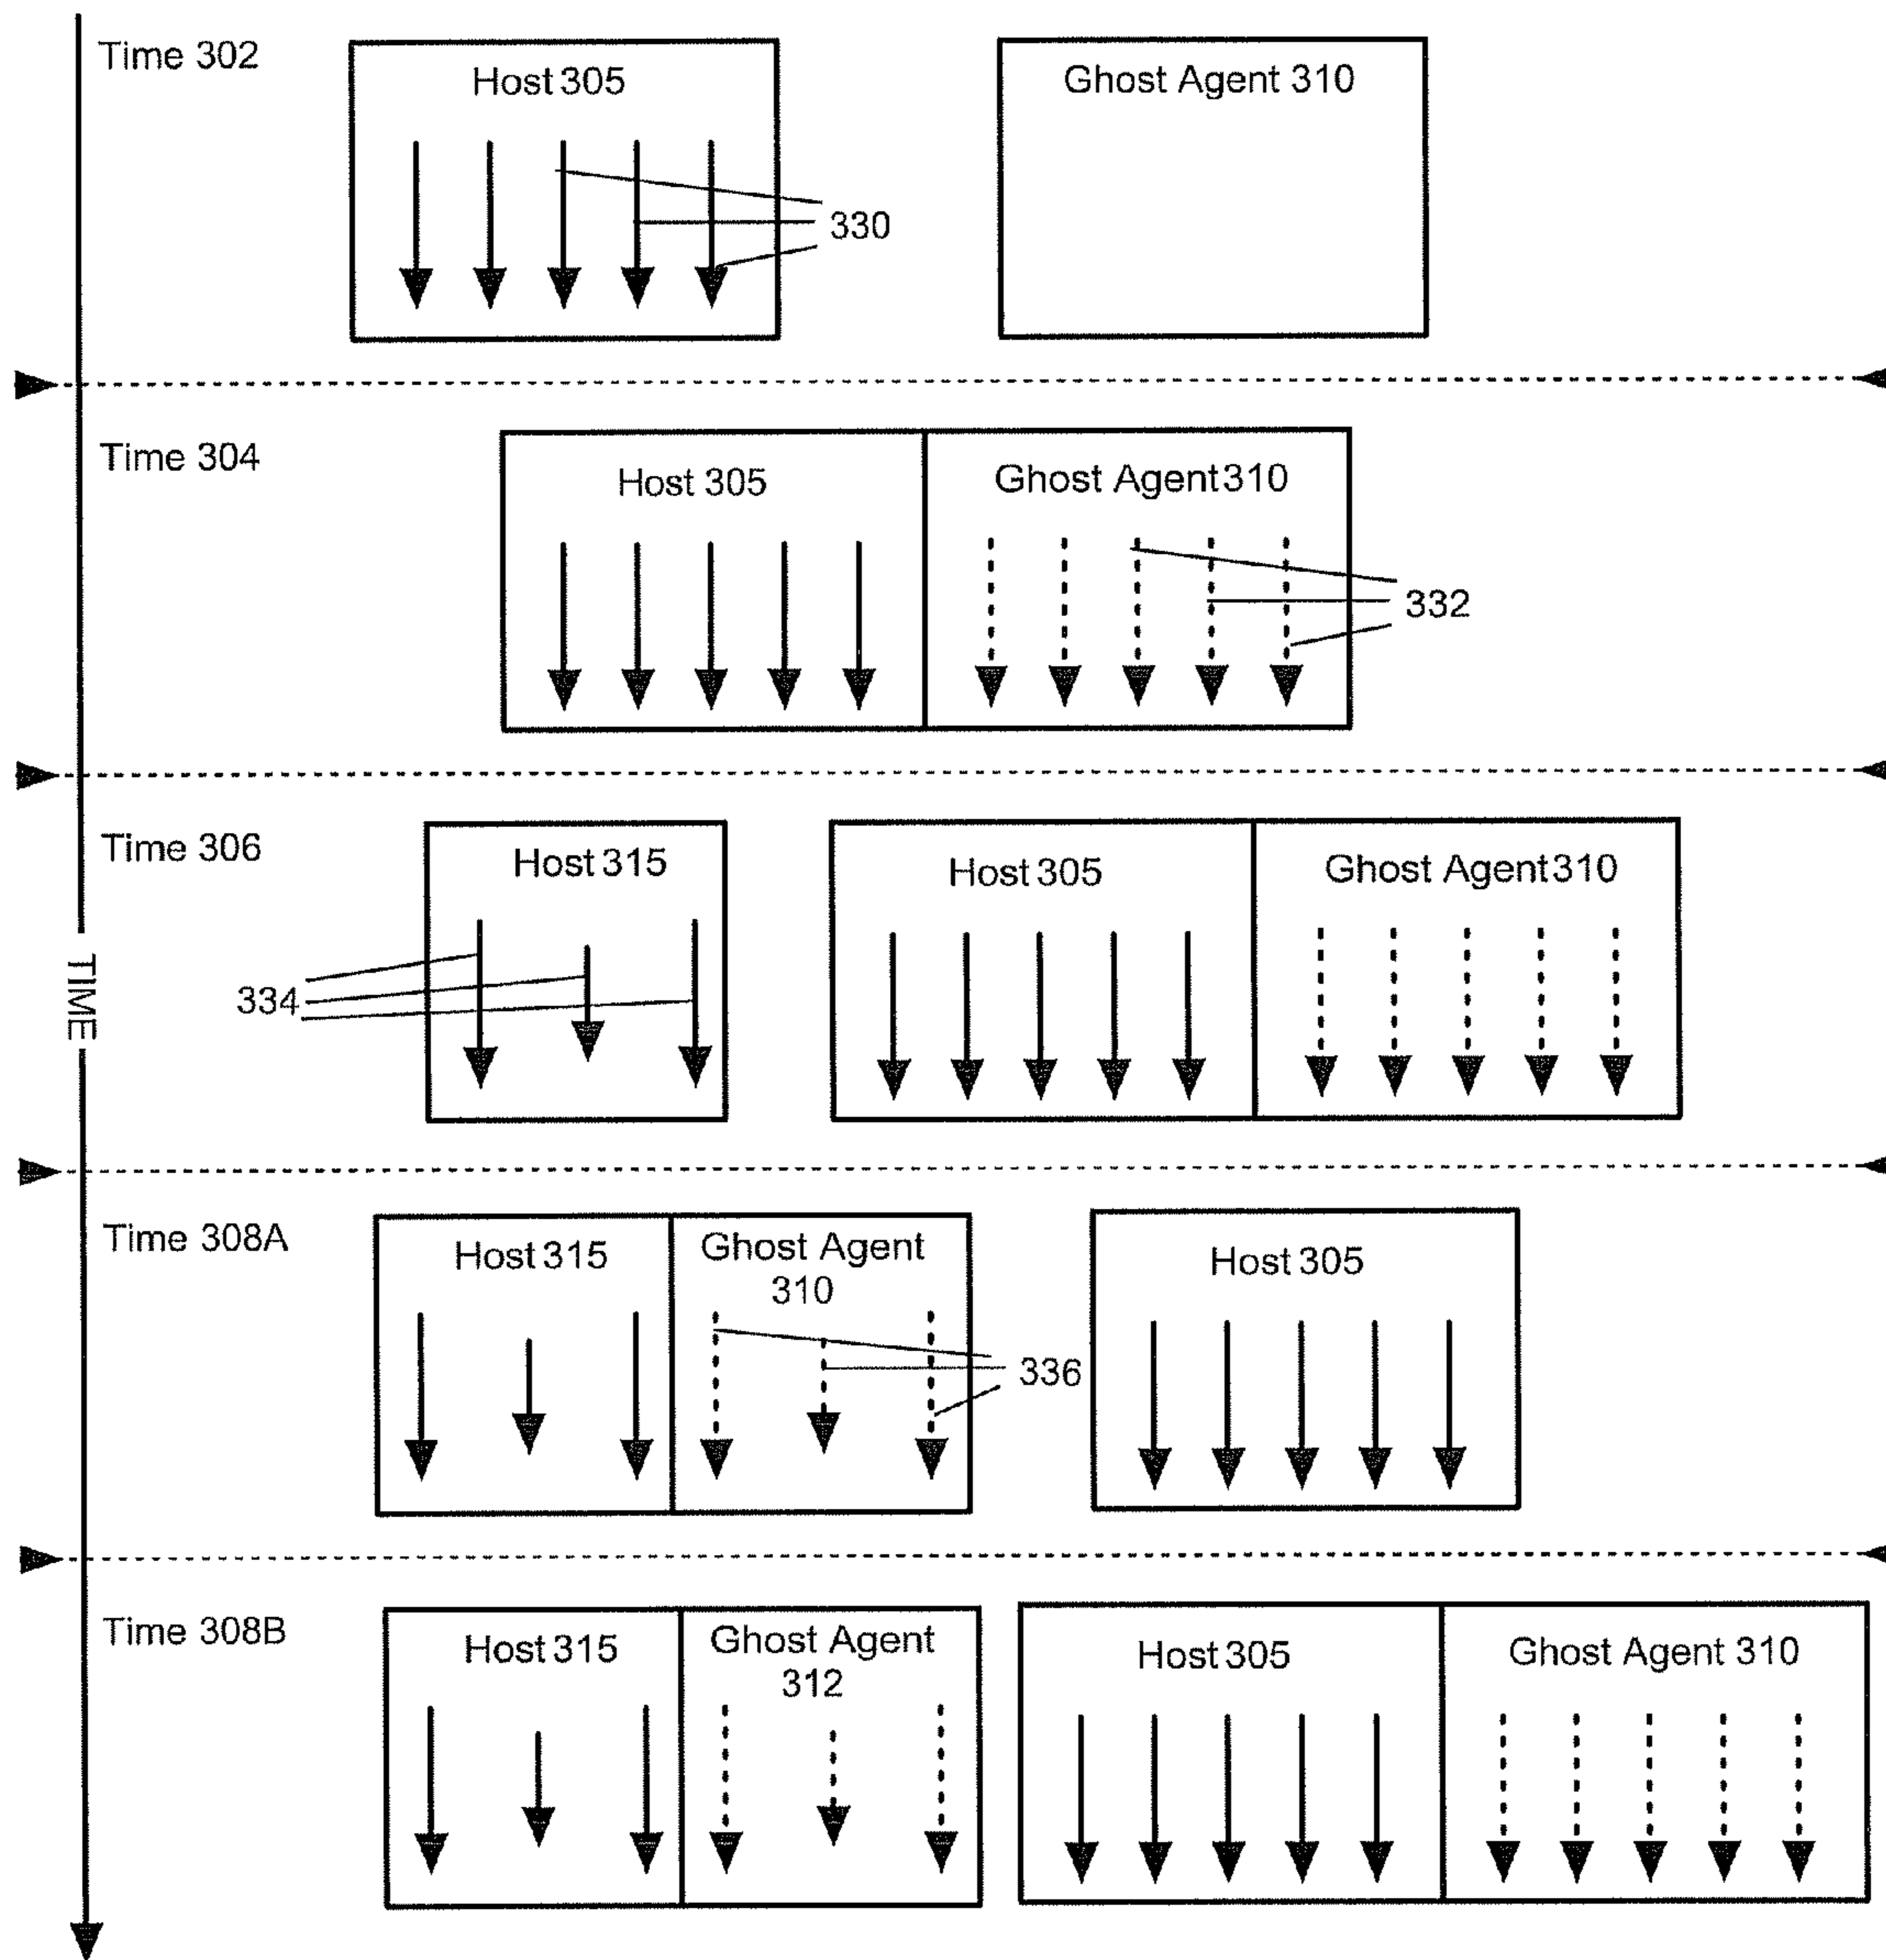 Time 302
Host 305
Ghost Agent 310
330
Time 304
Host 305
Ghost Agent 310
332
Time 306
Host 315
Host 305
Ghost Agent 310
334
TIME
Time 308A
Host 315
Ghost Agent
310
Host 305
336
Time 308B
Host 315
Ghost Agent
312
Host 305
Ghost Agent 310